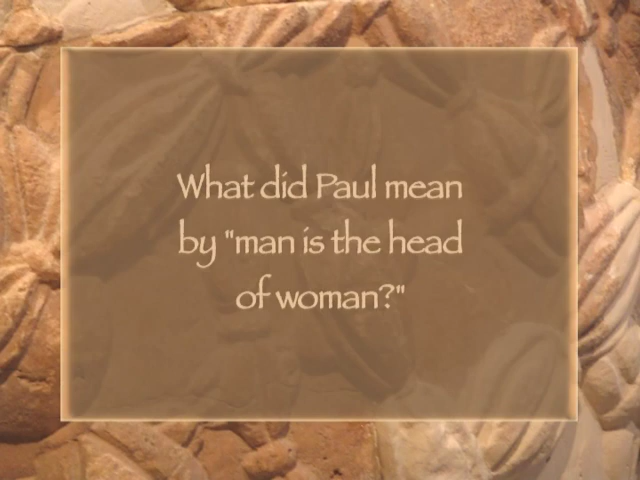 What did Paul mean
by "man is the head
of woman?"